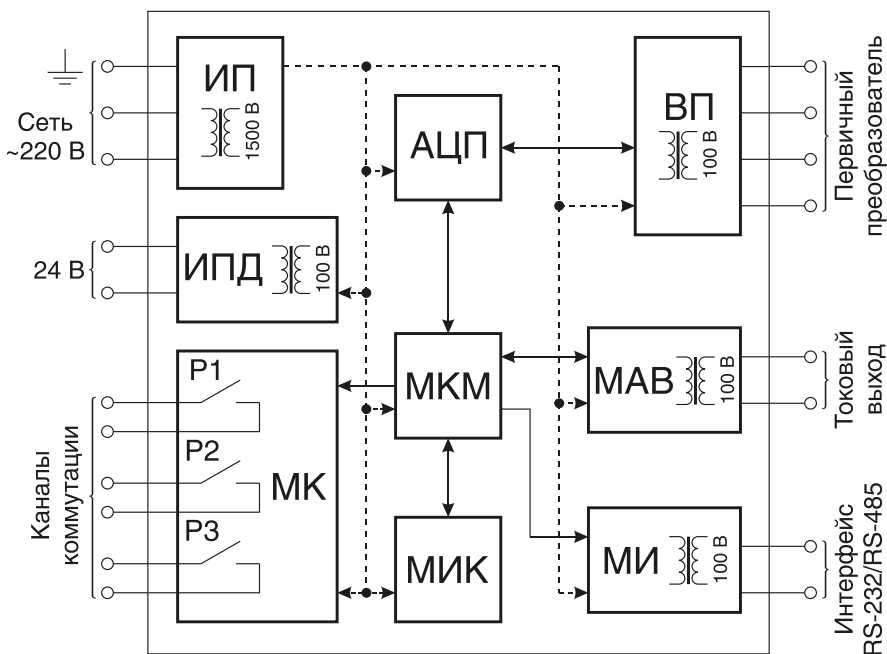 ИП
1500 В
Сеть
~220 В
АЦП
ВП
100 В
Первичный
преобразователь
24 В
ИПД
100 В
МКМ
МАВ
100 В
Токовый
выход
Каналы
коммутации
Р1
Р2
Р3
МК
МИК
МИ
100 В
Интерфейс
RS-232/RS-485